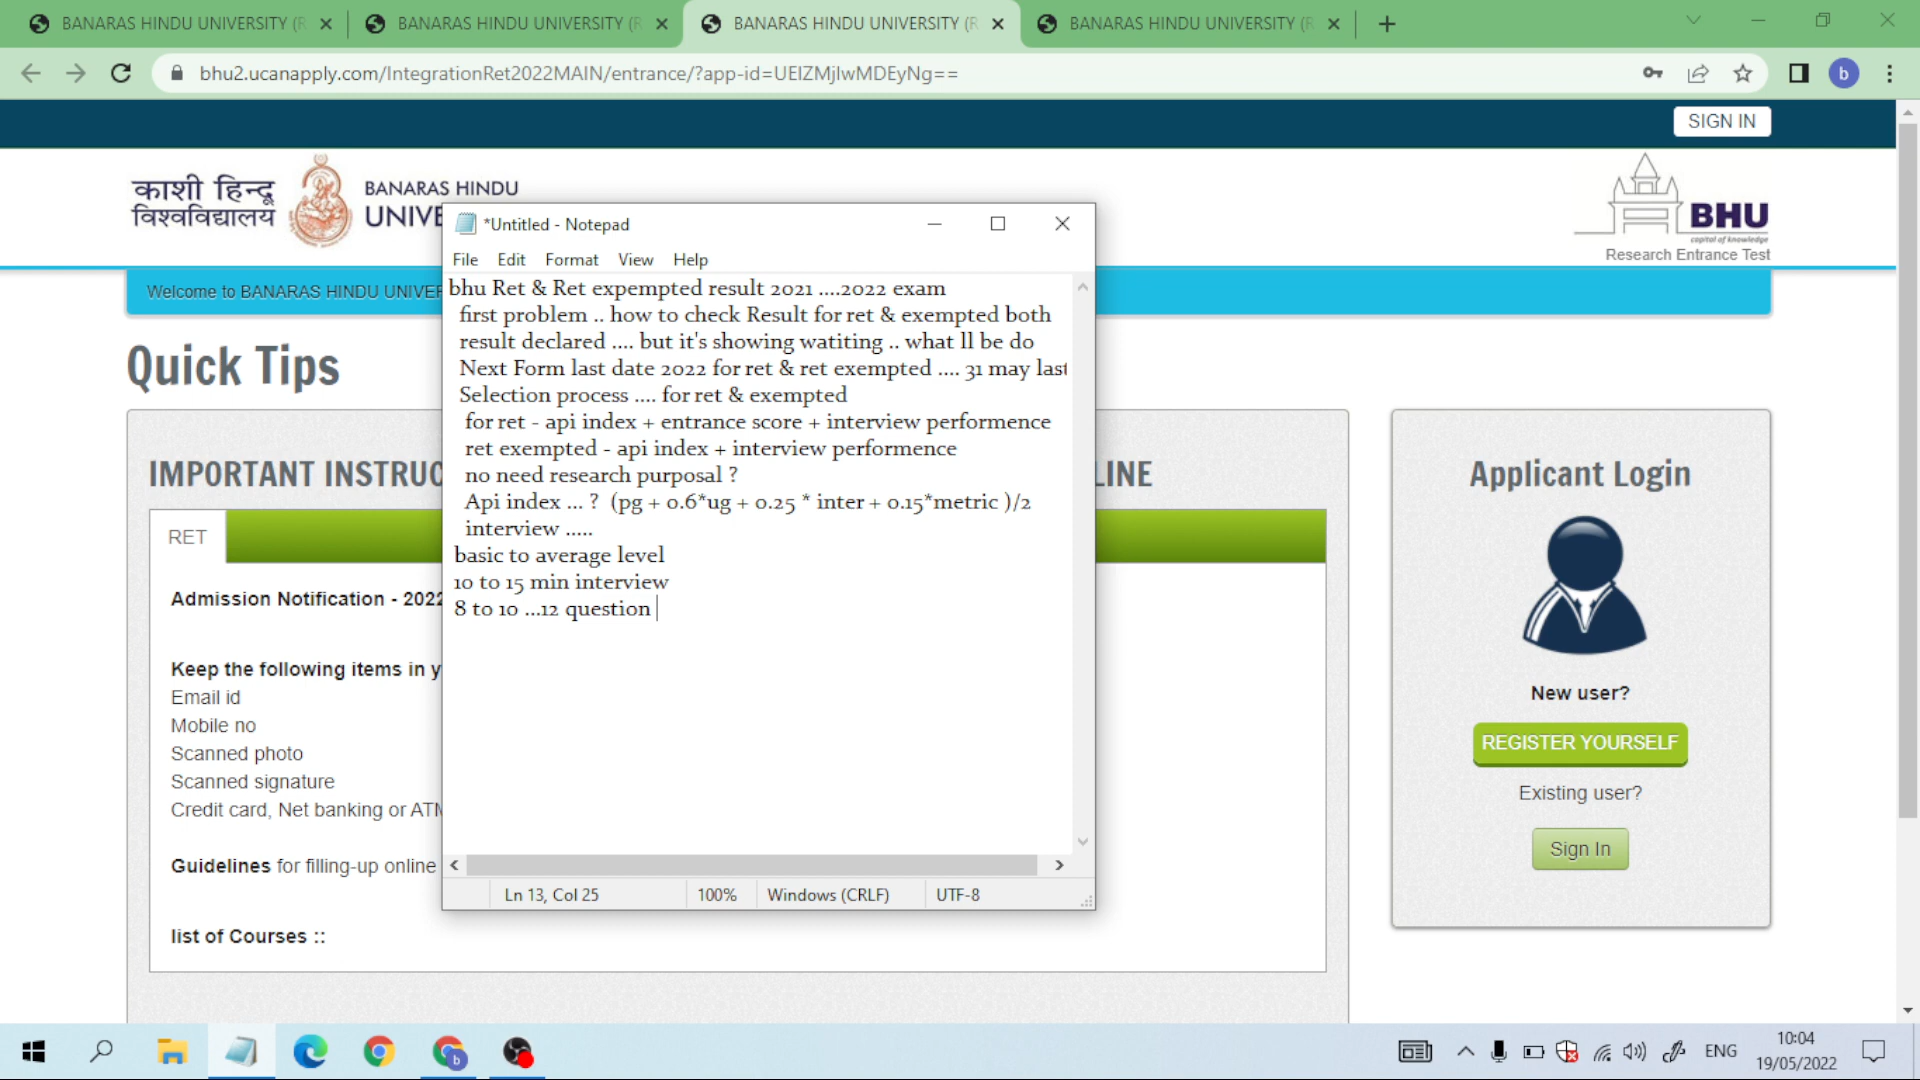 BANARAS HINDU UNIVERSITY (R
BANARAS HINDU UNIVERSITY (R
BANARAS HINDU UNIVERSITY (R
BANARAS HINDU UNIVERSITY (R
bhu2.ucanapply.com/IntegrationRet2022MAIN/entrance/?app-id=UElZMjIwMDEyNg==
b
SIGN IN
काशी हिन्दू
विश्वविद्यालय
BANARAS HINDU
UNIVE
BHU
capital of knowledge
Research Entrance Test
Welcome to BANARAS HINDU UNIVER
*Untitled - Notepad
File Edit Format View Help
bhu Ret & Ret expempted result 2021 ....2022 exam
first problem .. how to check Result for ret & exempted both
result declared .... but it's showing watiting .. what ll be do
Next Form last date 2022 for ret & ret exempted .... 31 may last
Selection process .... for ret & exempted
for ret - api index + entrance score + interview performence
ret exempted - api index + interview performence
no need research purposal ?
Api index ... ? (pg + 0.6*ug + 0.25 * inter + 0.15*metric )/2
interview .....
basic to average level
10 to 15 min interview
8 to 10 ...12 question
Ln 13, Col 25
100%
Windows (CRLF)
UTF-8
Quick Tips
IMPORTANT INSTRUC
LINE
RET
Admission Notification - 2022
Keep the following items in y
Email id
Mobile no
Scanned photo
Scanned signature
Credit card, Net banking or ATM
Guidelines for filling-up online
list of Courses ::
Applicant Login
New user?
REGISTER YOURSELF
Existing user?
Sign In
b
ENG
10:04
19/05/2022